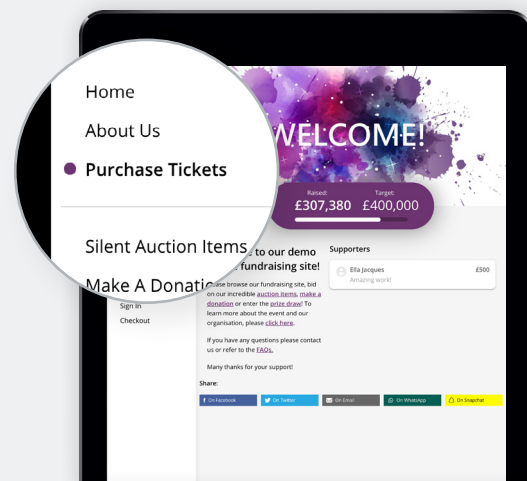 Home
About Us
Purchase Tickets
Silent Auction Items
Make A Donatio
Sign In
Checkout
WELCOME!
Raised:
Target:
£307,380
£400,000
to our demo
fundraising site!
Please browse our fundraising site, bid
on our incredible auction items, make a
donation or enter the prize draw! To
learn more about the event and our
organisation, please click here.
If you have any questions please contact
us or refer to the FAQs.
Many thanks for your support!
Supporters
Ella Jacques
£500
Amazing work!
Share:
On Facebook
On Twitter
On Email
On WhatsApp
On Snapchat